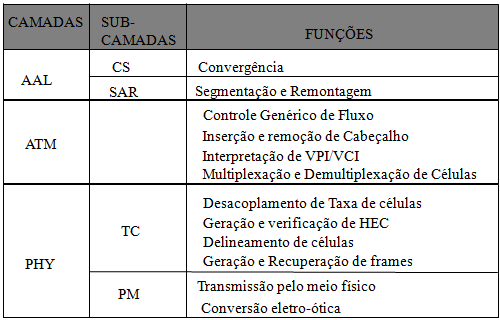 CAMADAS SUB-CAMADAS FUNÇÕES
AAL
CS Convergência
SAR Segmentação e Remontagem
ATM
Controle Genérico de Fluxo
Inserção e remoção de Cabeçalho
Interpretação de VPI/VCI
Multiplexação e Demultiplexação de Células
PHY
TC
Desacoplamento de Taxa de células
Geração e verificação de HEC
Delineamento de células
Geração e Recuperação de frames
PM
Transmissão pelo meio físico
Conversão eletro-ótica